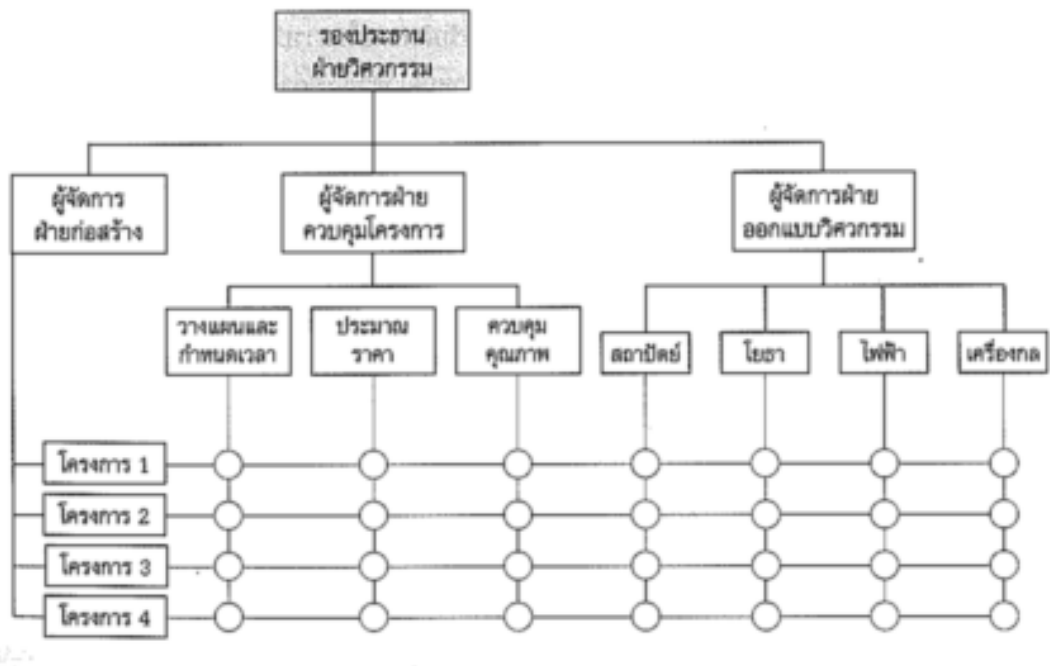 รองประธาน
ฝ่ายวิศวกรรม
ผู้จัดการ
ฝ่ายก่อสร้าง
ผู้จัดการฝ่าย
ควบคุมโครงการ
ผู้จัดการฝ่าย
ออกแบบวิศวกรรม
วางแผนและ
กำหนดเวลา
ประมาณ
ราคา
ควบคุม
คุณภาพ
สถาปัตย์
โยธา
ไฟฟ้า
เครื่องกล
โครงการ 1
โครงการ 2
โครงการ 3
โครงการ 4